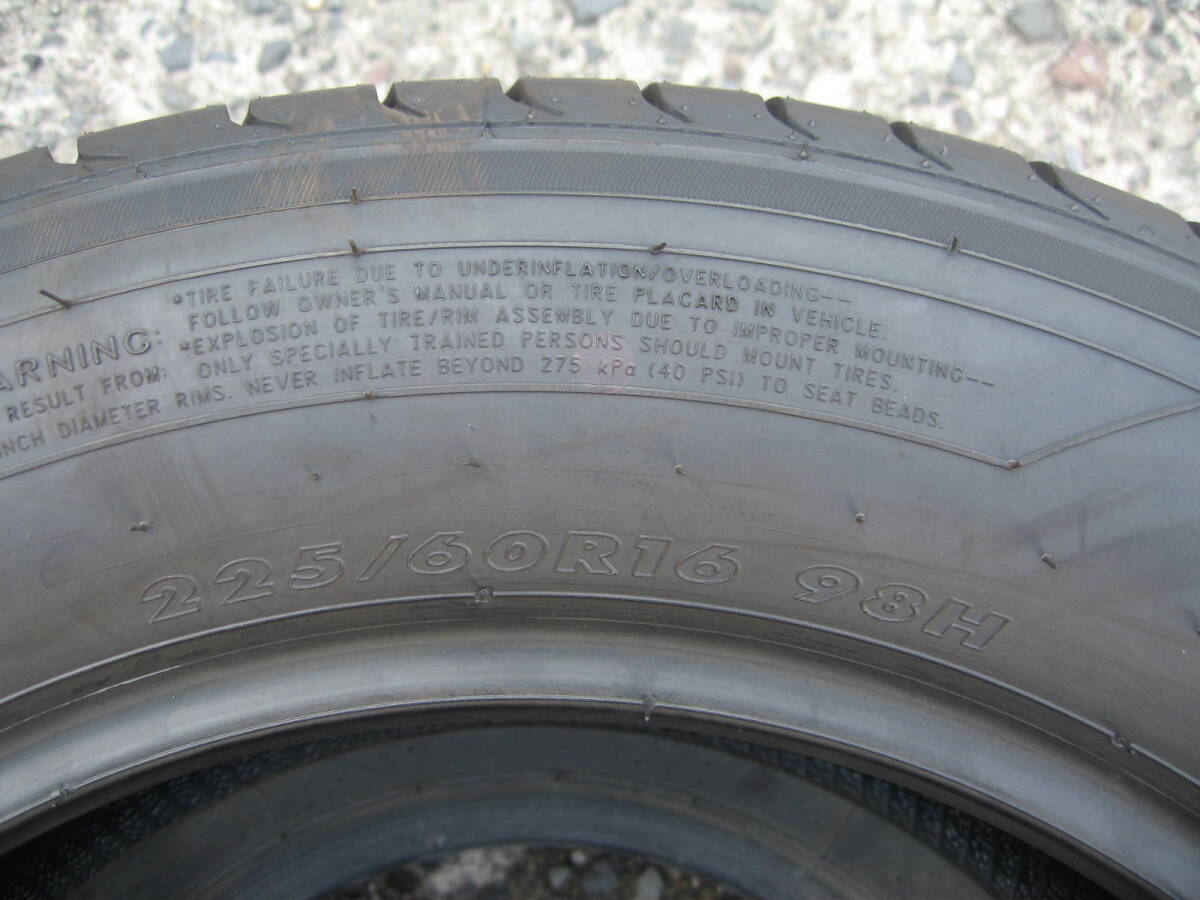 *TIRE FAILURE DUE TO UNDERINFLATION/OVERLOADING--
FOLLOW OWNER'S MANUAL OR TIRE PLACARD IN VEHICLE.
ARNING: *EXPLOSION OF TIRE/RIM ASSEMBLY DUE TO IMPROPER MOUNTING--
RESULT FROM: ONLY SPECIALLY TRAINED PERSONS SHOULD MOUNT TIRES.
INCH DIAMETER RIMS. NEVER INFLATE BEYOND 275 kPa (40 PSI) TO SEAT BEADS.
225/60R16 98H